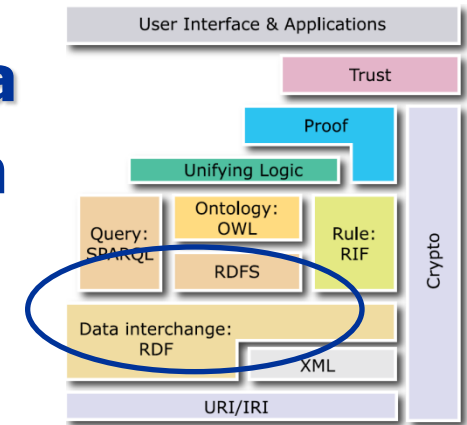 a
n
User Interface & Applications
Trust
Proof
Unifying Logic
Query:
SPARQL
Ontology:
OWL
Rule:
RIF
RDFS
Crypto
Data interchange:
RDF
XML
URI/IRI